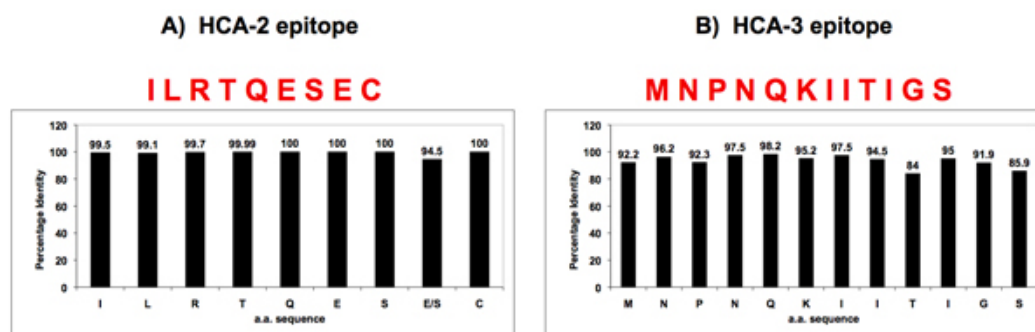 A) HCA-2 epitope
I L R T Q E S E C
120
100
80
60
40
20
0
Percentage Identity
99.5 99.1 99.7 99.99 100 100 100 94.5 100
I L R T Q E S E/S C
a.a. sequence
B) HCA-3 epitope
M N P N Q K I I T I G S
120
100
80
60
40
20
0
Percentage Identity
92.2 96.2 92.3 97.5 98.2 95.2 97.5 94.5 84 95 91.9 85.9
M N P N Q K I I T I G S
a.a. sequence